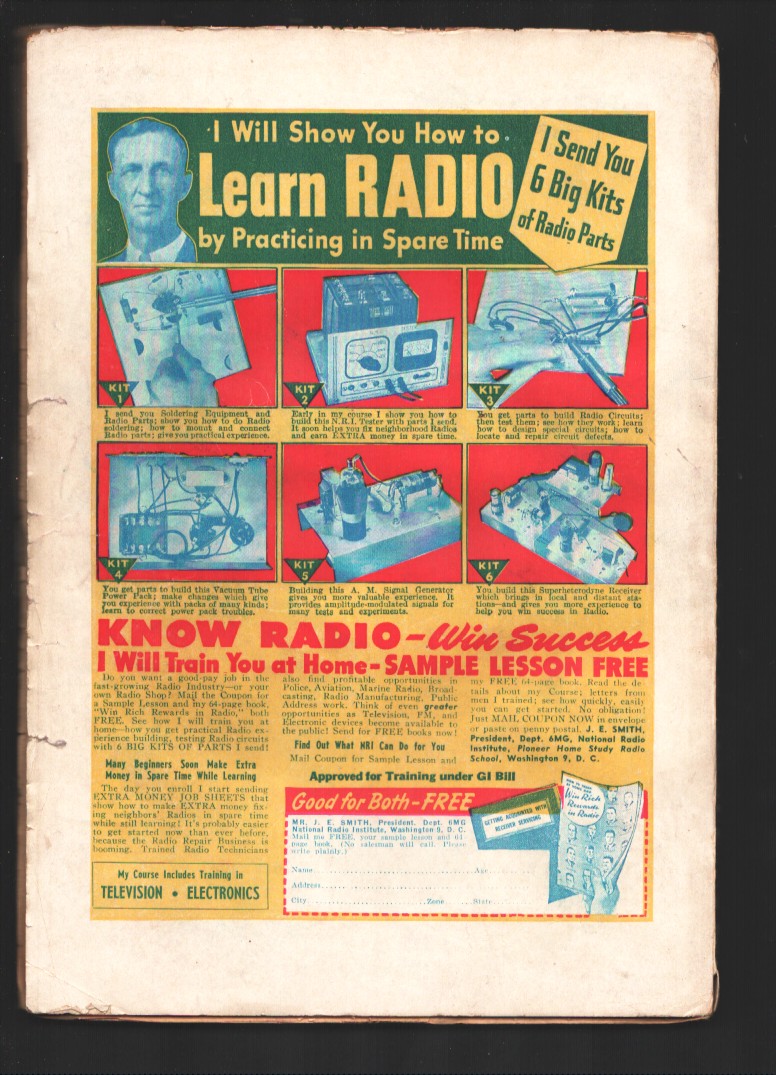 I Will Show You How to
Learn RADIO
by Practicing in Spare Time
I Send You
6 Big Kits
of Radio Parts
KIT
1
I send you Soldering Equipment and
Radio Parts; show you how to do Radio
soldering; how to mount and connect
Radio parts; give you practical experience.
KIT
2
Early in my course I show you how to
build this N.R.I. Tester with parts I send.
It soon helps you fix neighborhood Radios
and earn EXTRA money in spare time.
KIT
3
You get parts to build Radio Circuits;
then test them; see how they work; learn
how to design special circuits; how to
locate and repair circuit defects.
KIT
4
You get parts to build this Vacuum Tube
Power Pack; make changes which give
you experience with packs of many kinds;
learn to correct power pack troubles.
KIT
5
Building this A. M. Signal Generator
gives you more valuable experience. It
provides amplitude-modulated signals for
many tests and experiments.
KIT
6
You build this Superheterodyne Receiver
which brings in local and distant sta-
tions—and gives you more experience to
help you win success in Radio.
KNOW RADIO-Win Success
I Will Train You at Home-SAMPLE LESSON FREE
Do you want a good-pay job in the
fast-growing Radio Industry—or your
own Radio Shop? Mail the Coupon for
a Sample Lesson and my 64-page book,
"Win Rich Rewards in Radio," both
FREE. See how I will train you at
home—how you get practical Radio ex-
perience building, testing Radio circuits
with 6 BIG KITS OF PARTS I send!
Many Beginners Soon Make Extra
Money in Spare Time While Learning
The day you enroll I start sending
EXTRA MONEY JOB SHEETS that
show how to make EXTRA money fix-
ing neighbors' Radios in spare time
while still learning! It's probably easier
to get started now than ever before,
because the Radio Repair Business is
booming. Trained Radio Technicians
also find profitable opportunities in
Police, Aviation, Marine Radio, Broad-
casting, Radio Manufacturing, Public
Address work. Think of even greater
opportunities as Television, FM, and
Electronic devices become available to
the public! Send for FREE books now!
Find Out What NRI Can Do for You
Mail Coupon for Sample Lesson and
my FREE 64-page book. Read the de-
tails about my Course; letters from
men I trained; see how quickly, easily
you can get started. No obligation!
Just MAIL COUPON NOW in envelope
or paste on penny postal. J. E. SMITH,
President, Dept. 6MG, National Radio
Institute, Pioneer Home Study Radio
School, Washington 9, D. C.
Approved for Training under GI Bill
My Course Includes Training in
TELEVISION • ELECTRONICS
Good for Both-FREE
MR. J. E. SMITH, President, Dept. 6MG
National Radio Institute, Washington 9, D. C.
Mail me FREE, your sample lesson and 64-
page book. (No salesman will call. Please
write plainly.)
Name
Age
Address
City
Zone
State
GETTING ACQUAINTED WITH
RECEIVER SERVICING
Win Rich
Rewards
in Radio